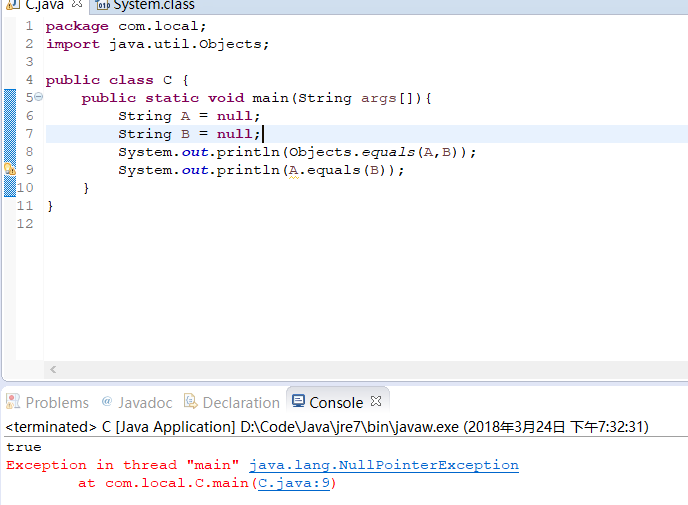 C.java System.class
1 package com.local;
2 import java.util.Objects;
3
4 public class C {
5 public static void main(String args[]){
6 String A = null;
7 String B = null;
8 System.out.println(Objects.equals(A,B));
9 System.out.println(A.equals(B));
10 }
11 }
12
Problems @ Javadoc Declaration Console
<terminated> C [Java Application] D:\Code\Java\jre7\bin\javaw.exe (2018年3月24日 下午7:32:31)
true
Exception in thread "main" java.lang.NullPointerException
at com.local.C.main(C.java:9)